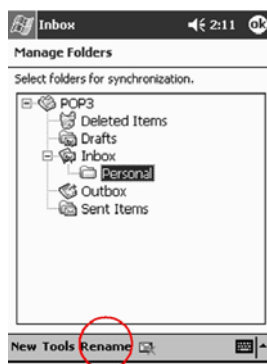 Inbox 2:11 ok
Manage Folders
Select folders for synchronization.
POP3
Deleted Items
Drafts
Inbox
Personal
Outbox
Sent Items
New Tools Rename